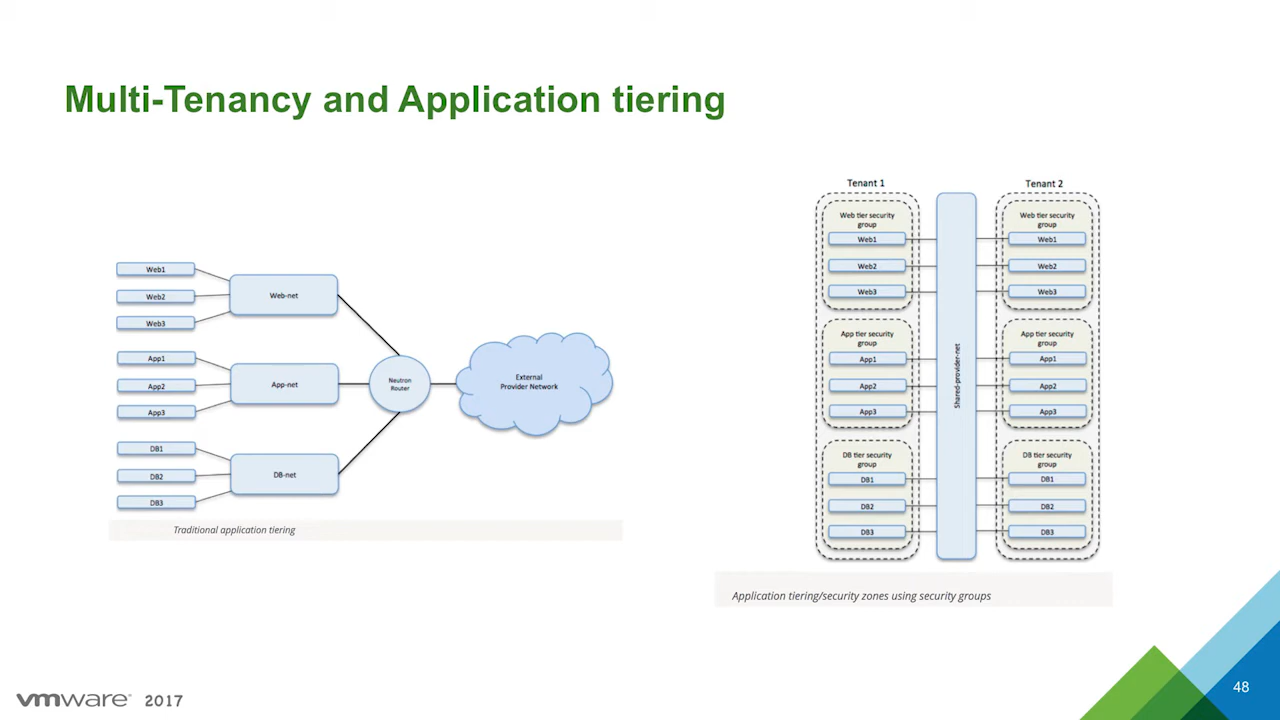 Multi-Tenancy and Application tiering
Web1
Web2
Web3
App1
App2
App3
DB1
DB2
DB3
Web-net
App-net
DB-net
Neutron
Router
External
Provider Network
Traditional application tiering
Tenant 1
Web tier security
group
Web1
Web2
Web3
App tier security
group
App1
App2
App3
DB tier security
group
DB1
DB2
DB3
Shared-provider-net
Tenant 2
Web tier security
group
Web1
Web2
Web3
App tier security
group
App1
App2
App3
DB tier security
group
DB1
DB2
DB3
Application tiering/security zones using security groups
vmware 2017
48